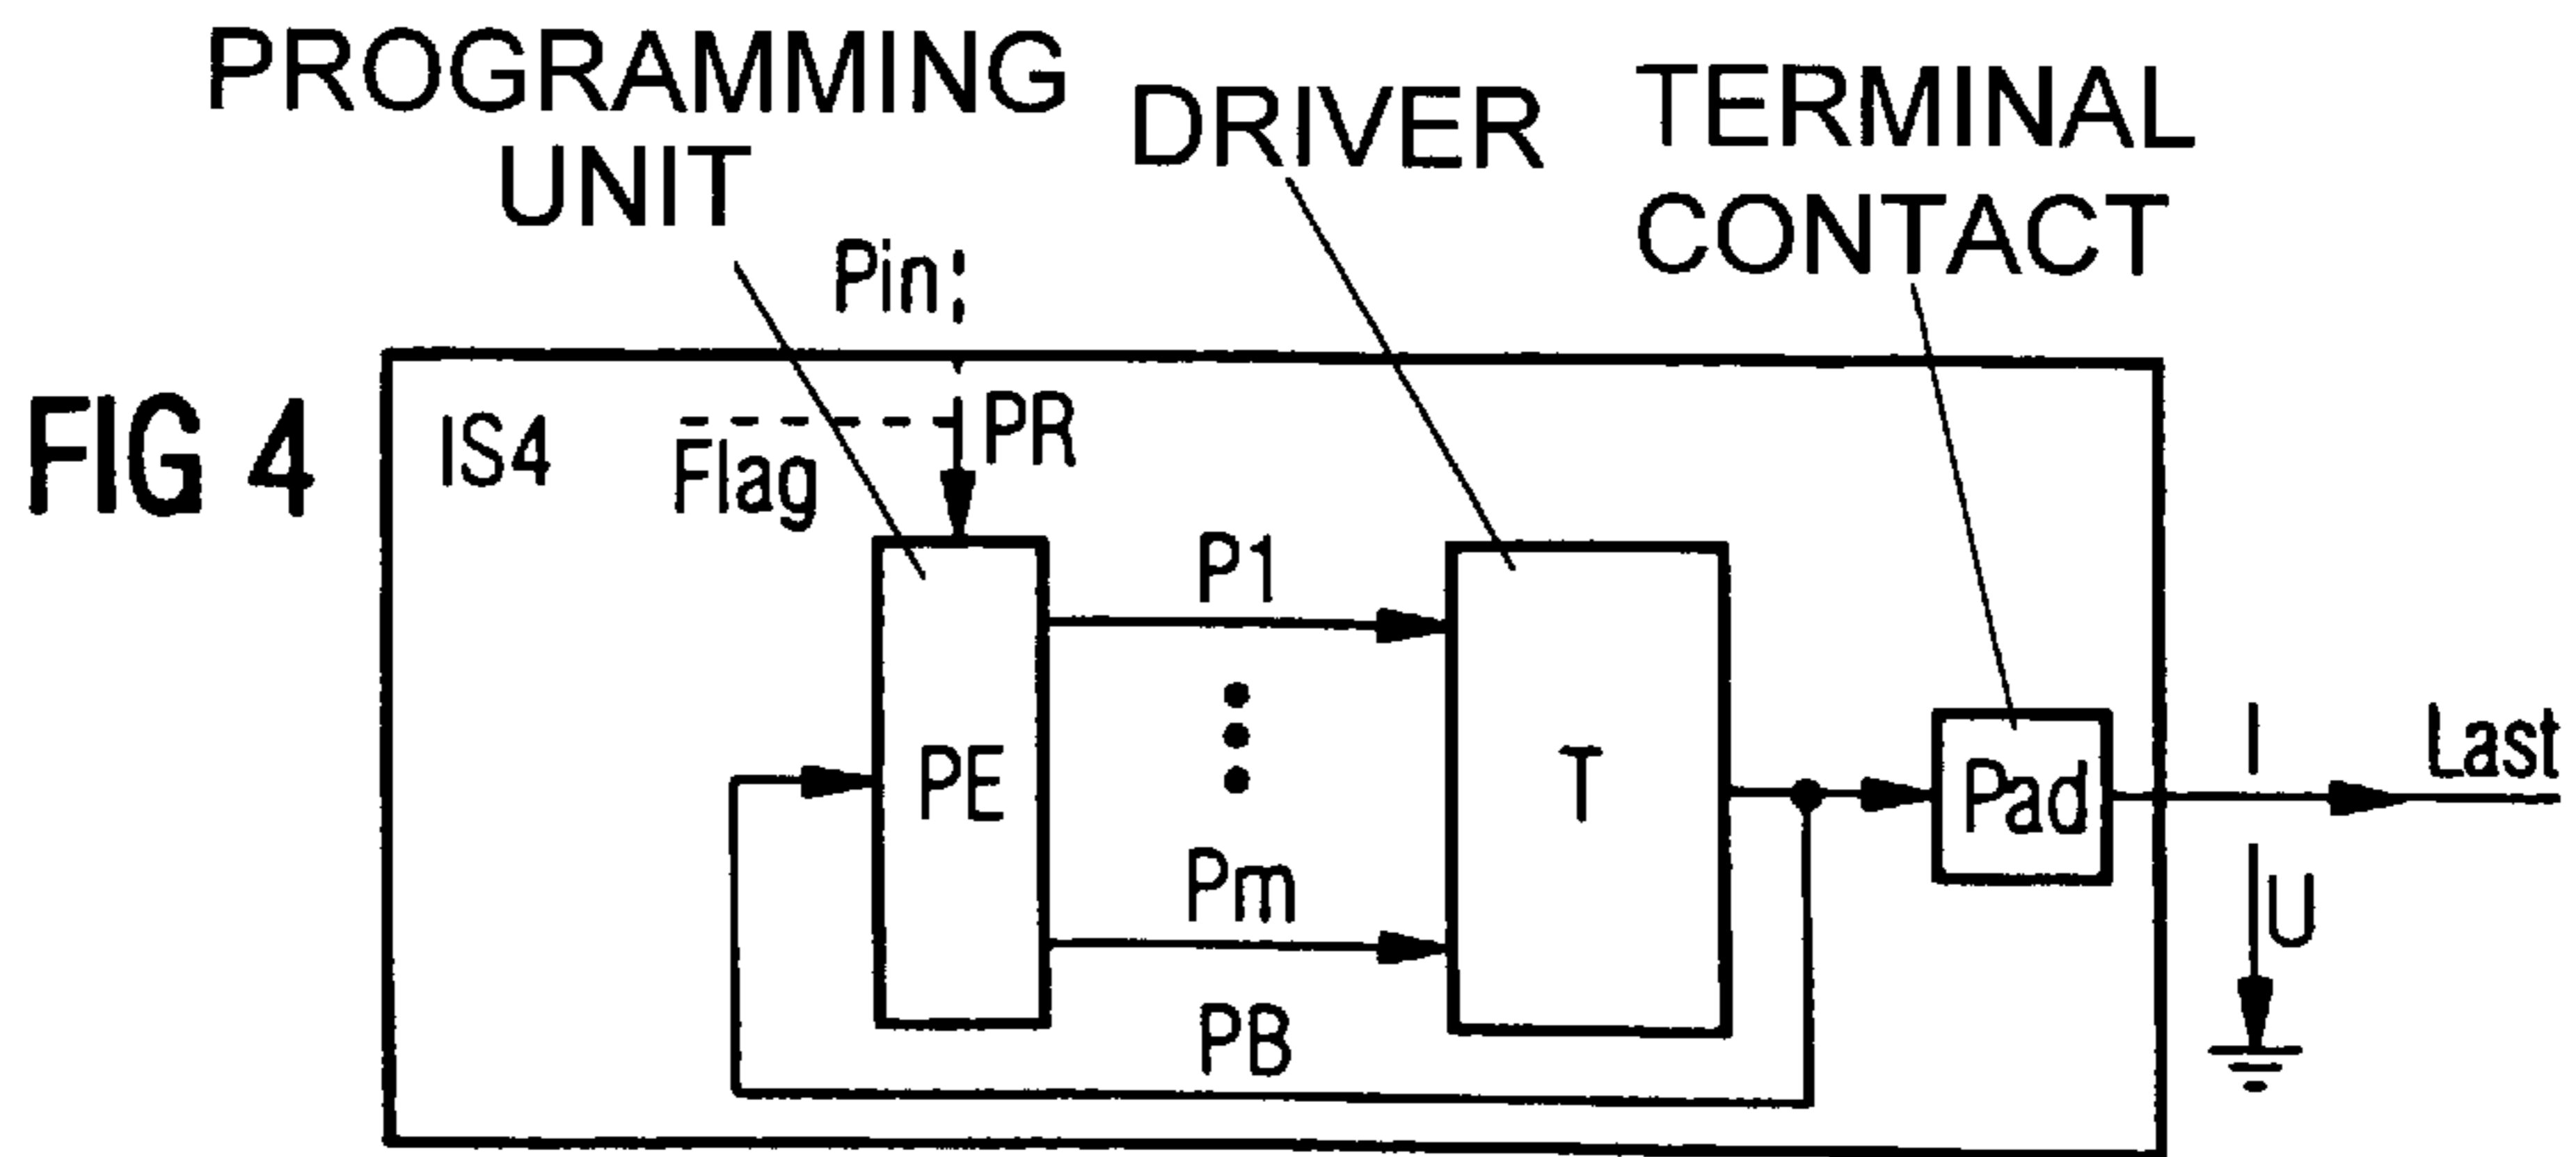 PROGRAMMING
UNIT
DRIVER
TERMINAL
CONTACT
Pin
FIG 4
IS4
Flag
PR
P1
PE
T
Pad
I
Last
Pm
U
PB